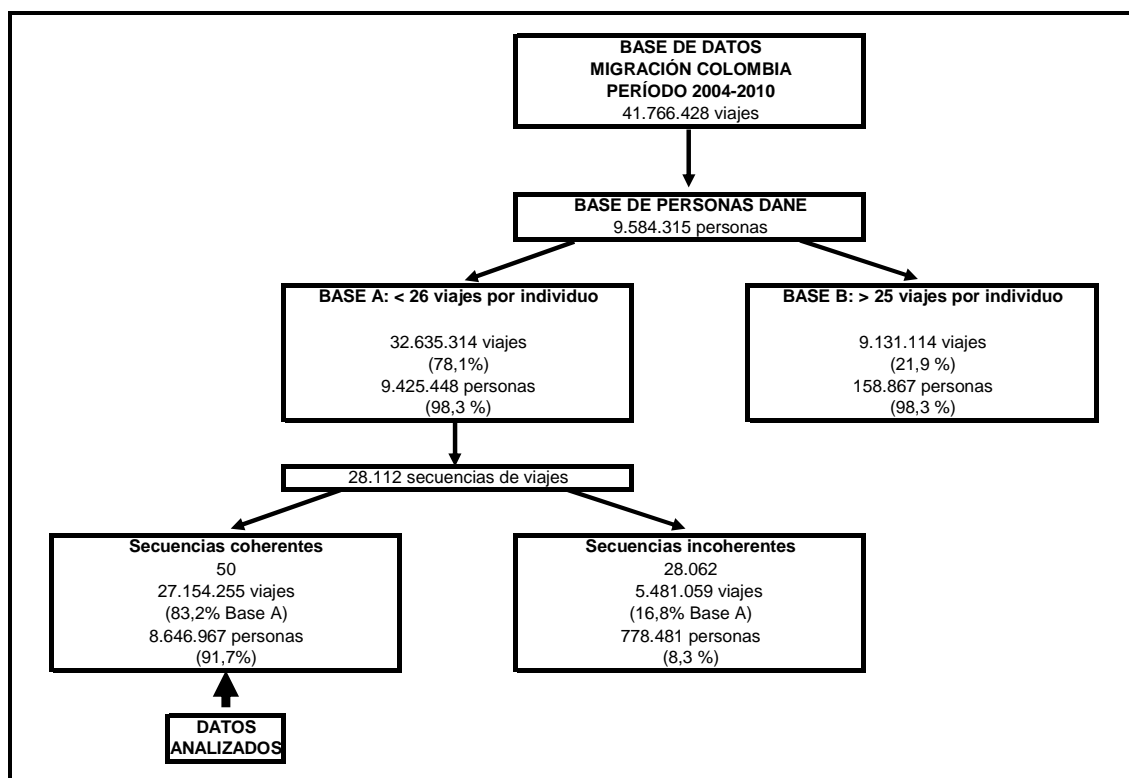 BASE DE DATOS
MIGRACIÓN COLOMBIA
PERÍODO 2004-2010
41.766.428 viajes
BASE DE PERSONAS DANE
9.584.315 personas
BASE A: < 26 viajes por individuo
32.635.314 viajes
(78,1%)
9.425.448 personas
(98,3 %)
BASE B: > 25 viajes por individuo
9.131.114 viajes
(21,9 %)
158.867 personas
(98,3 %)
28.112 secuencias de viajes
Secuencias coherentes
50
27.154.255 viajes
(83,2% Base A)
8.646.967 personas
(91,7%)
Secuencias incoherentes
28.062
5.481.059 viajes
(16,8% Base A)
778.481 personas
(8,3 %)
DATOS
ANALIZADOS